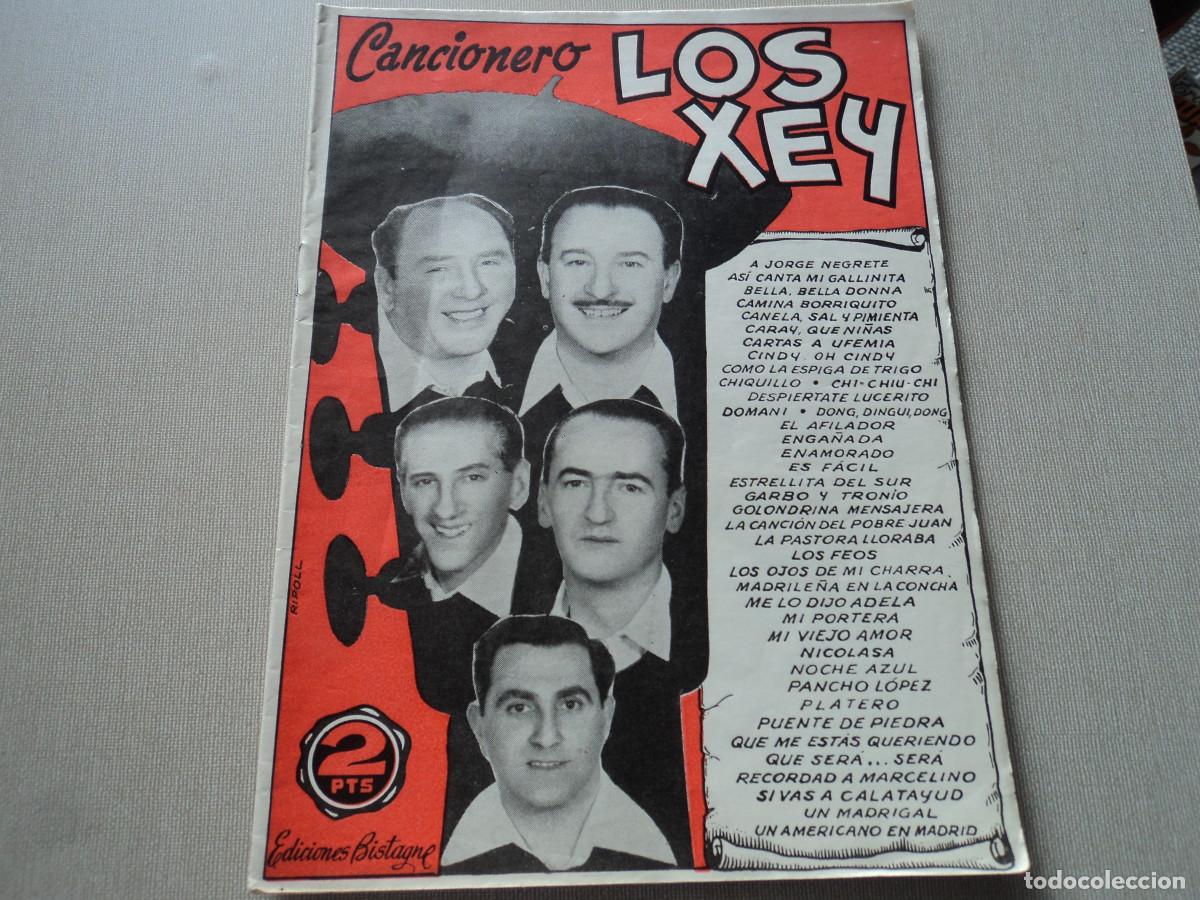 Cancionero
LOS
XEY
A JORGE NEGRETE
ASÍ CANTA MI GALLINITA
BELLA, BELLA DONNA
CAMINA BORRIQUITO
CANELA, SAL Y PIMIENTA
CARAY, QUE NIÑAS
CARTAS A UFEMIA
CINDY. OH CINDY
COMO LA ESPIGA DE TRIGO
CHIQUILLO • CHI-CHIU-CHI
DESPIERTATE LUCERITO
DOMANI • DONG, DINGUI, DONG
EL AFILADOR
ENGAÑADA
ENAMORADO
ES FÁCIL
ESTRELLITA DEL SUR
GARBO Y TRONÍO
GOLONDRINA MENSAJERA
LA CANCIÓN DEL POBRE JUAN
LA PASTORA LLORABA
LOS FEOS
LOS OJOS DE MI CHARRA
MADRILEÑA EN LA CONCHA
ME LO DIJO ADELA
MI PORTERA
MI VIEJO AMOR
NICOLASA
NOCHE AZUL
PANCHO LÓPEZ
PLATERO
PUENTE DE PIEDRA
QUE ME ESTÁS QUERIENDO
QUE SERÁ... SERÁ
RECORDAD A MARCELINO
SI VAS A CALATAYUD
UN MADRIGAL
UN AMERICANO EN MADRID
RIPOLL
2
PTS
Ediciones Bistagne
todocoleccion